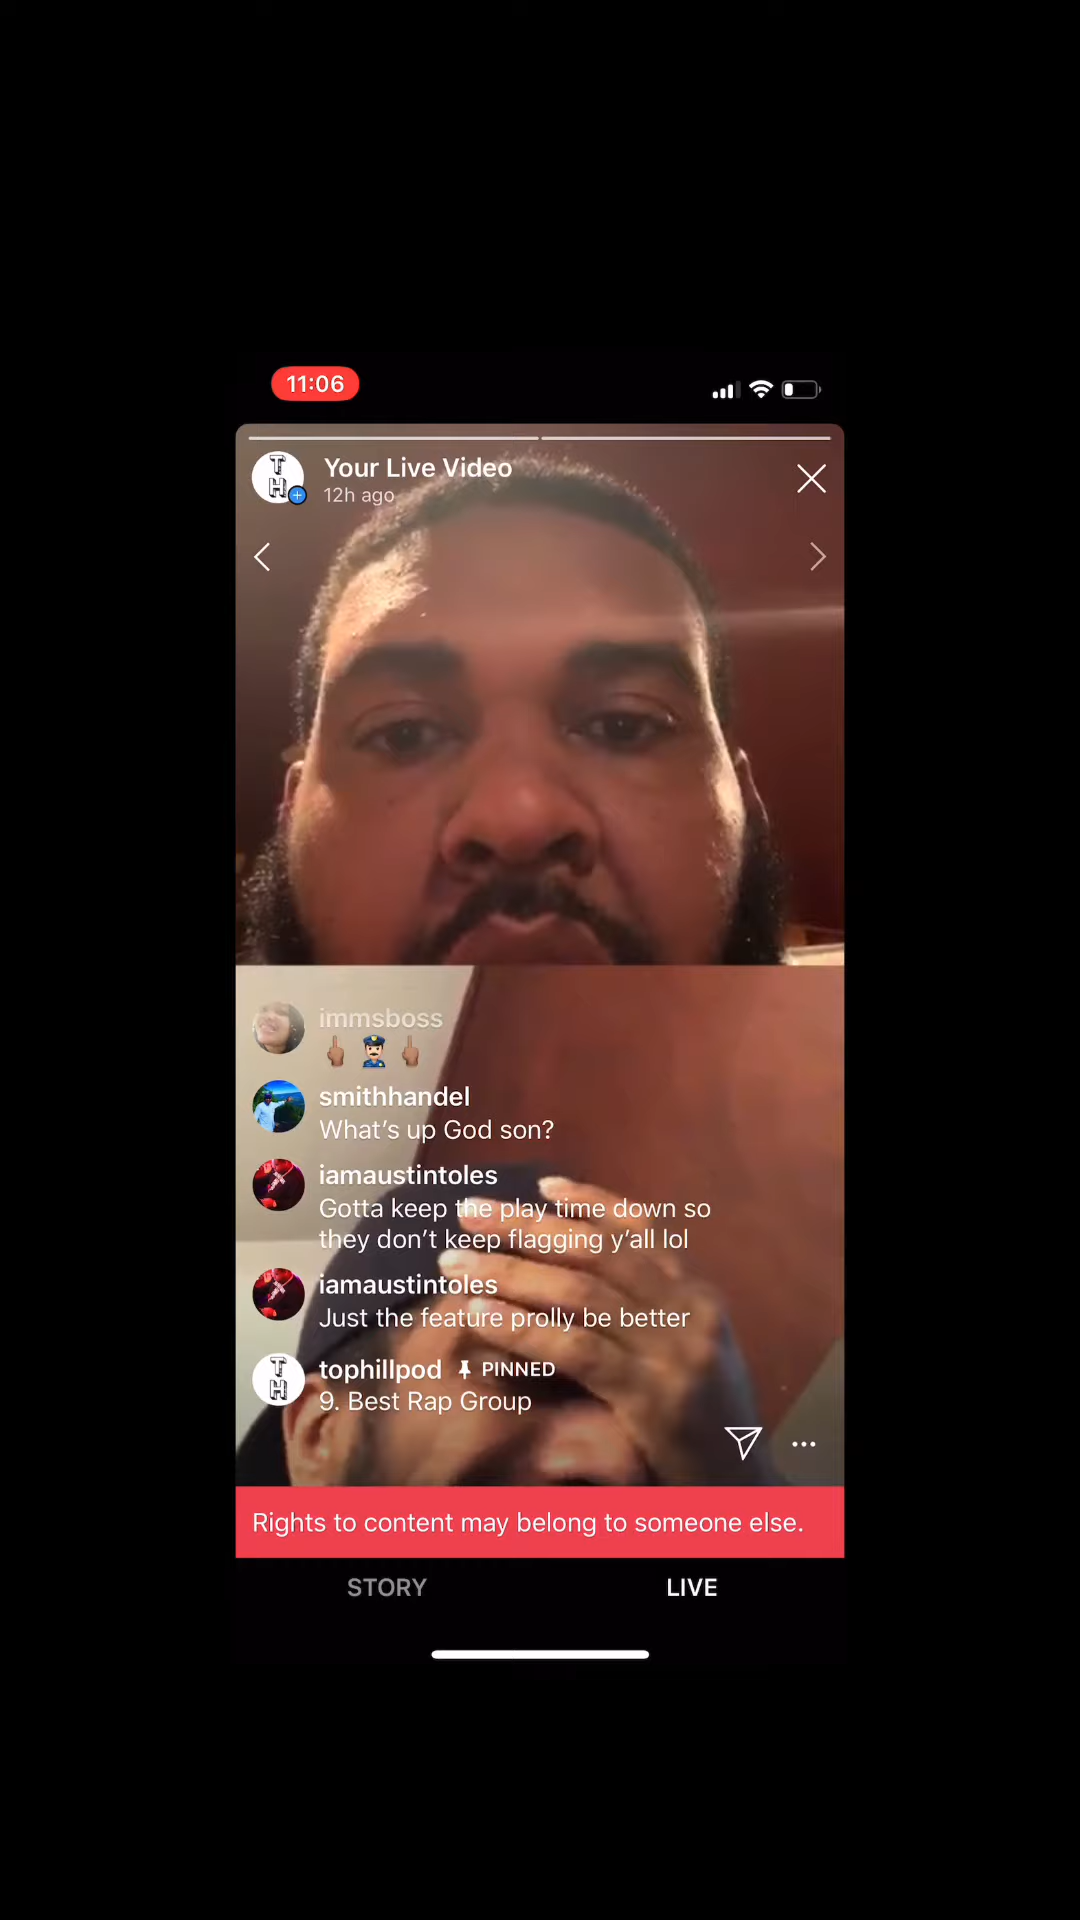 11:06
TH
Your Live Video
12h ago
immsboss
smithhandel
What's up God son?
iamaustintoles
Gotta keep the play time down so
they don't keep flagging y'all lol
iamaustintoles
Just the feature prolly be better
TH
tophillpod PINNED
9. Best Rap Group
Rights to content may belong to someone else.
STORY LIVE